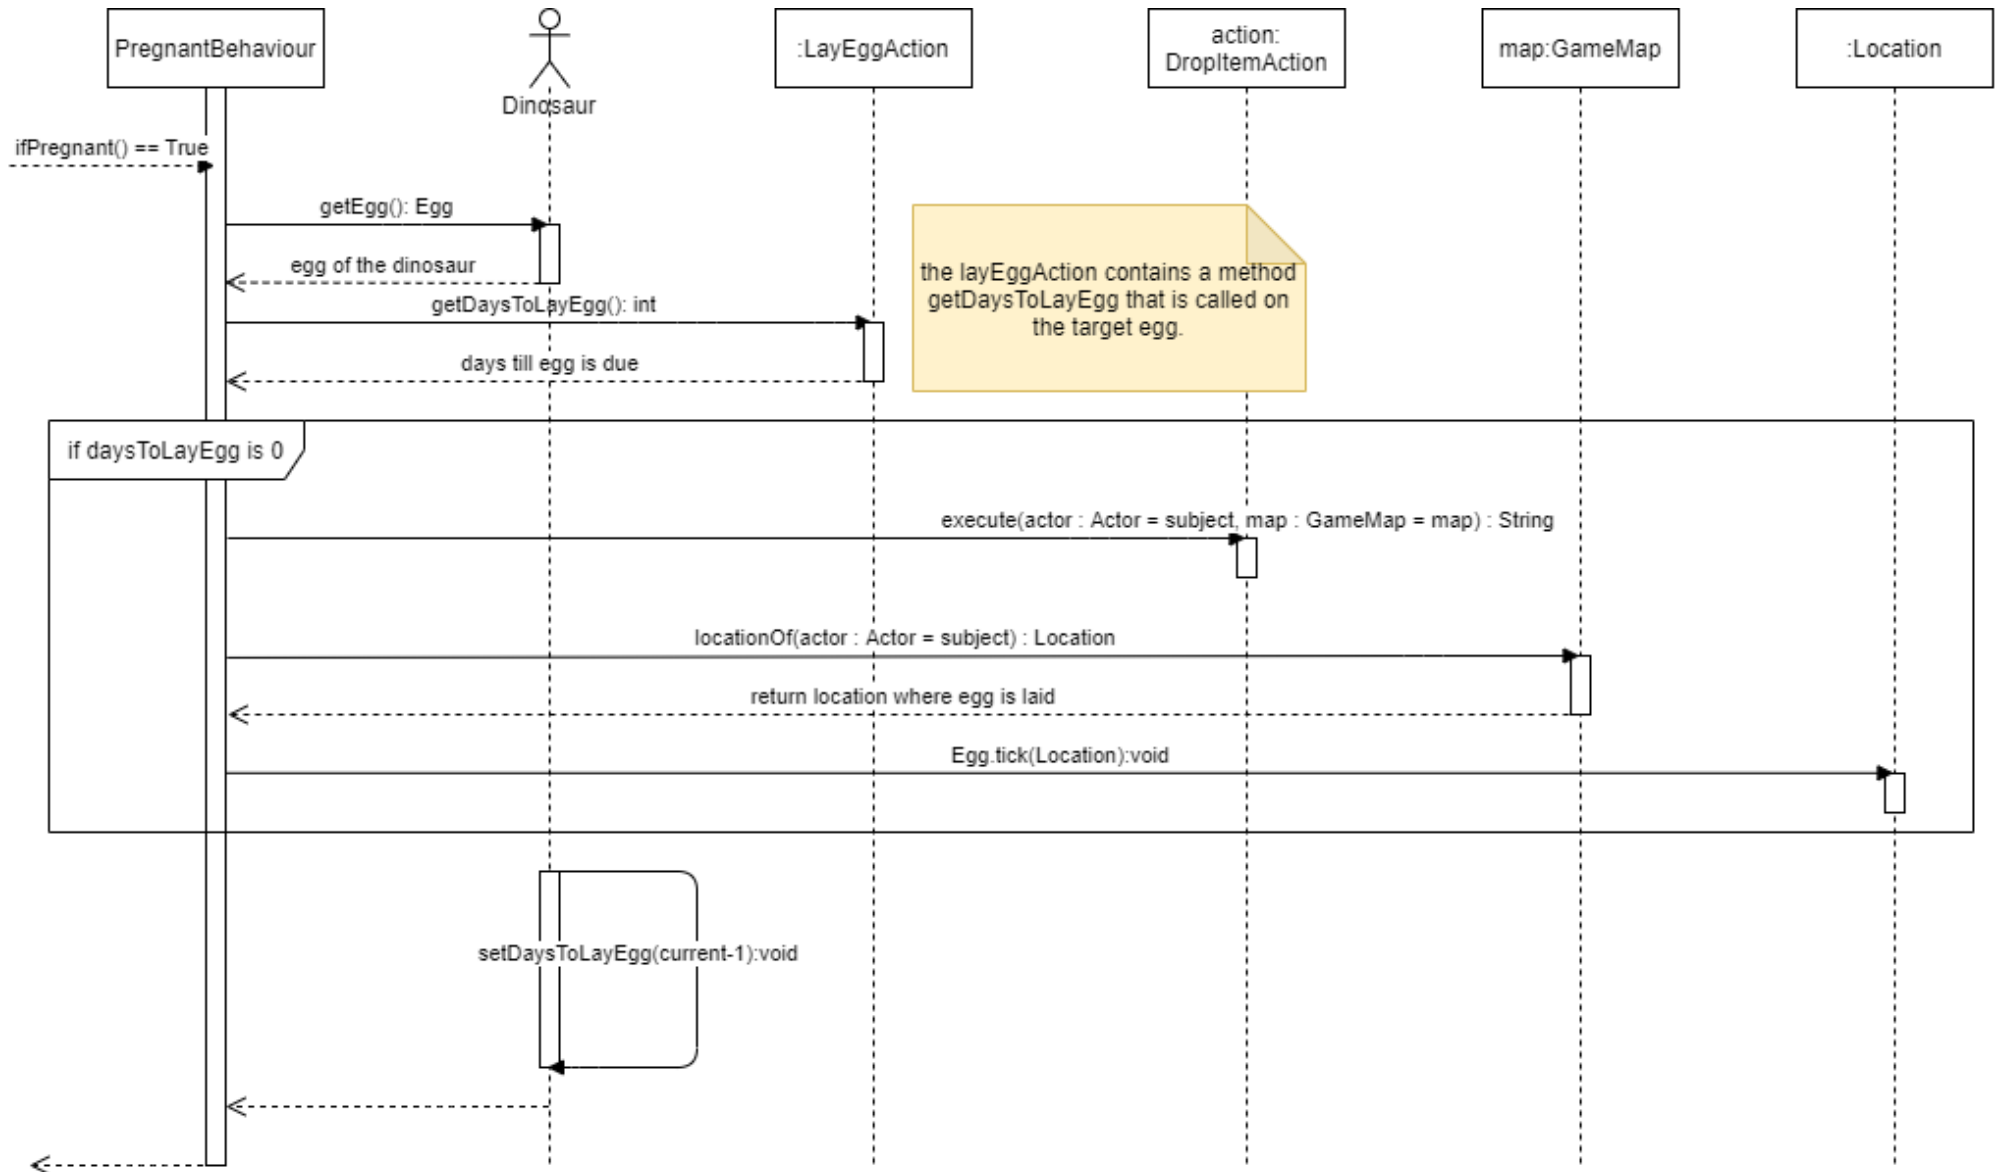 PregnantBehaviour
Dinosaur
:LayEggAction
action:
DropItemAction
map:GameMap
:Location
ifPregnant() == True
getEgg(): Egg
egg of the dinosaur
getDaysToLayEgg(): int
days till egg is due
the layEggAction contains a method
getDaysToLayEgg that is called on
the target egg.
if daysToLayEgg is 0
execute(actor : Actor = subject, map : GameMap = map) : String
locationOf(actor : Actor = subject) : Location
return location where egg is laid
Egg.tick(Location):void
setDaysToLayEgg(current-1):void